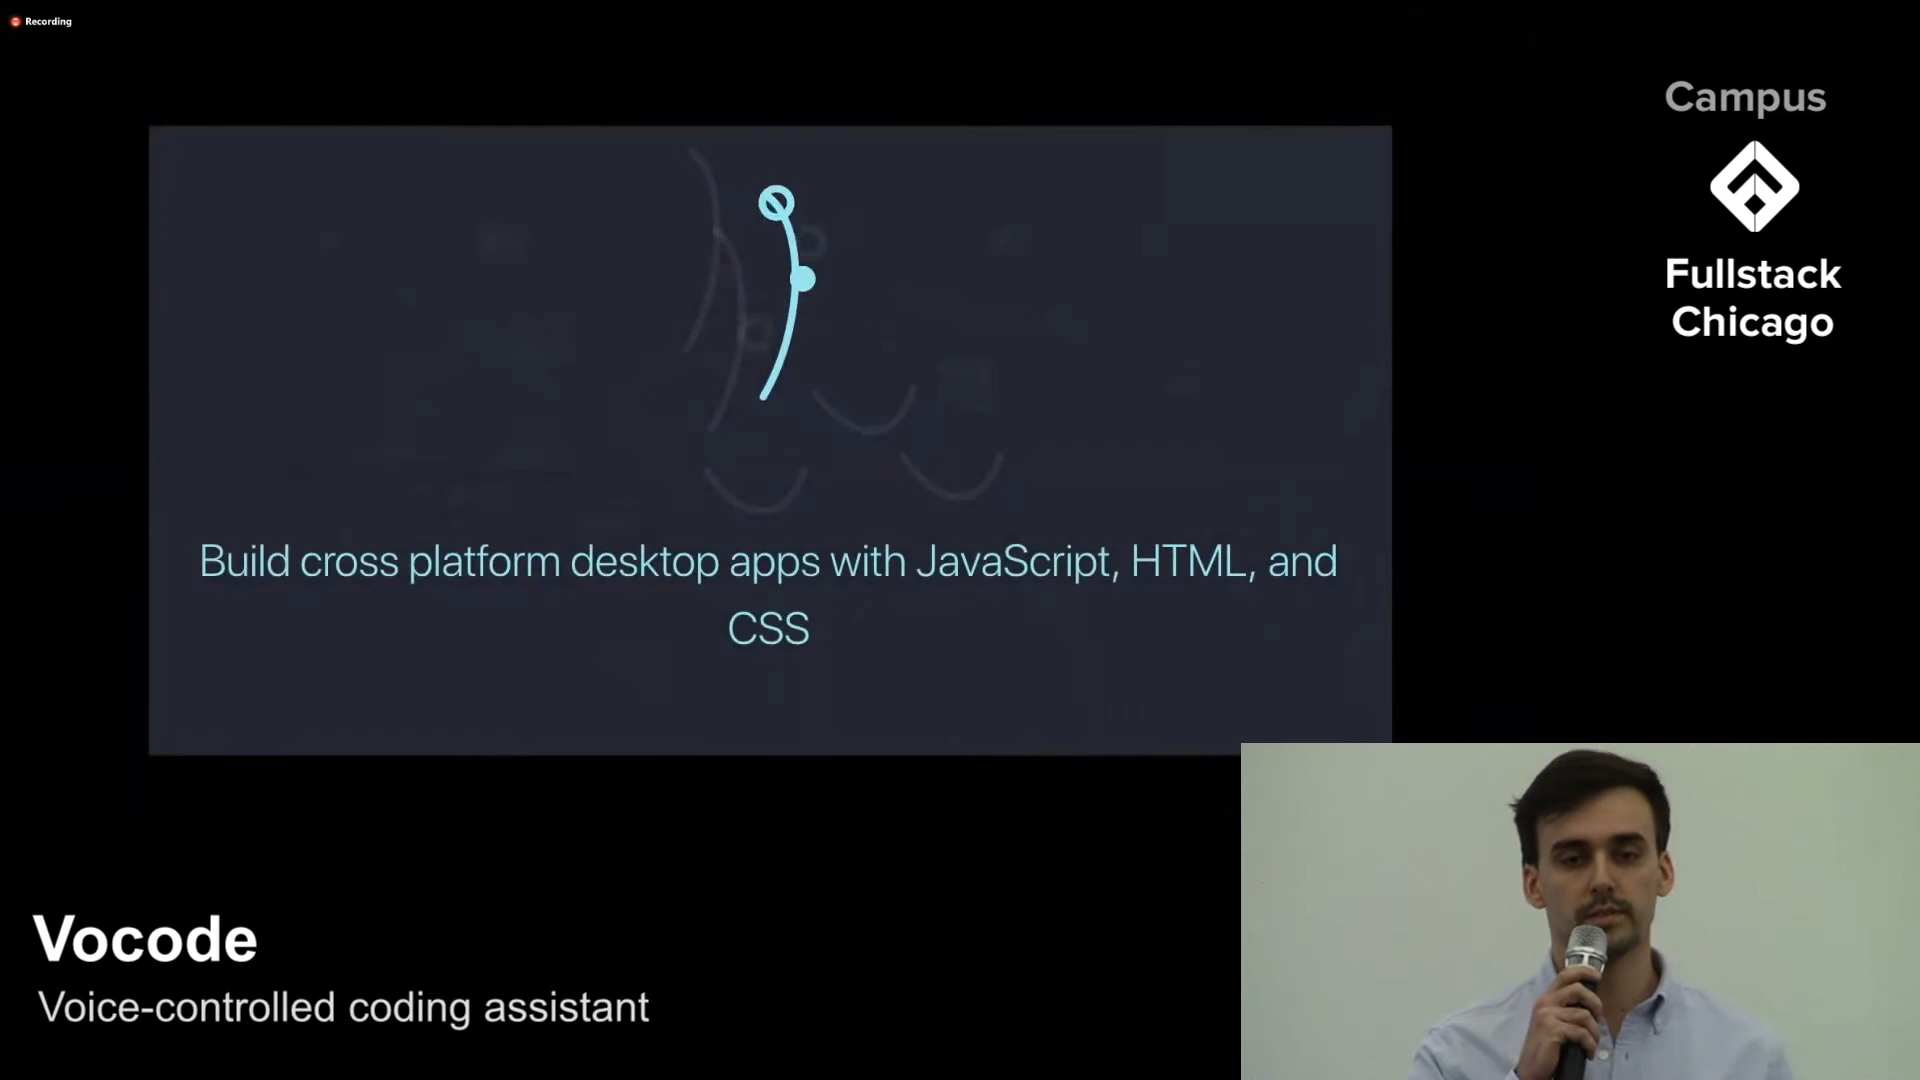 Recording
Campus
Fullstack
Chicago
Build cross platform desktop apps with JavaScript, HTML, and
CSS
Vocode
Voice-controlled coding assistant